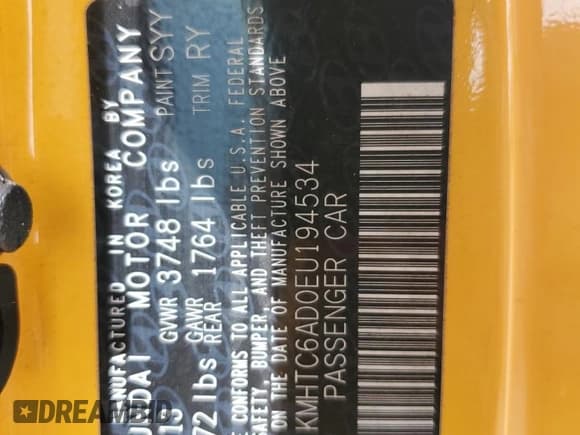 NUFACTURED IN KOREA BY
UNDAI MOTOR COMPANY
GVWR 3748 lbs PAINT SYY
72 lbs GAWR REAR 1764 lbs TRIM RY
CONFORMS TO ALL APPLICABLE U.S.A. FEDERAL
SAFETY, BUMPER, AND THEFT PREVENTION STANDARDS
ON THE DATE OF MANUFACTURE SHOWN ABOVE
KMHTC6AD0EU194534
PASSENGER CAR
DREAMBID